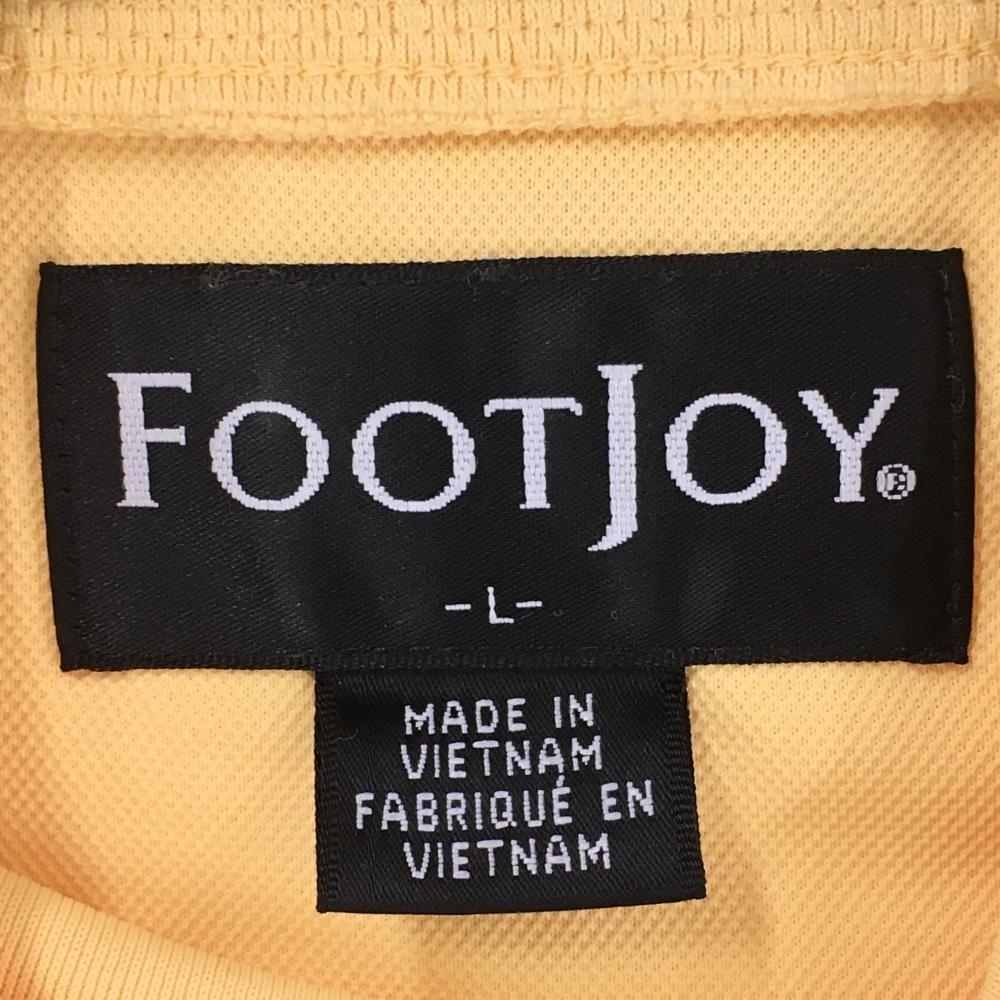 FOOTJOY®
-L-
MADE IN
VIETNAM
FABRIQUÉ EN
VIETNAM